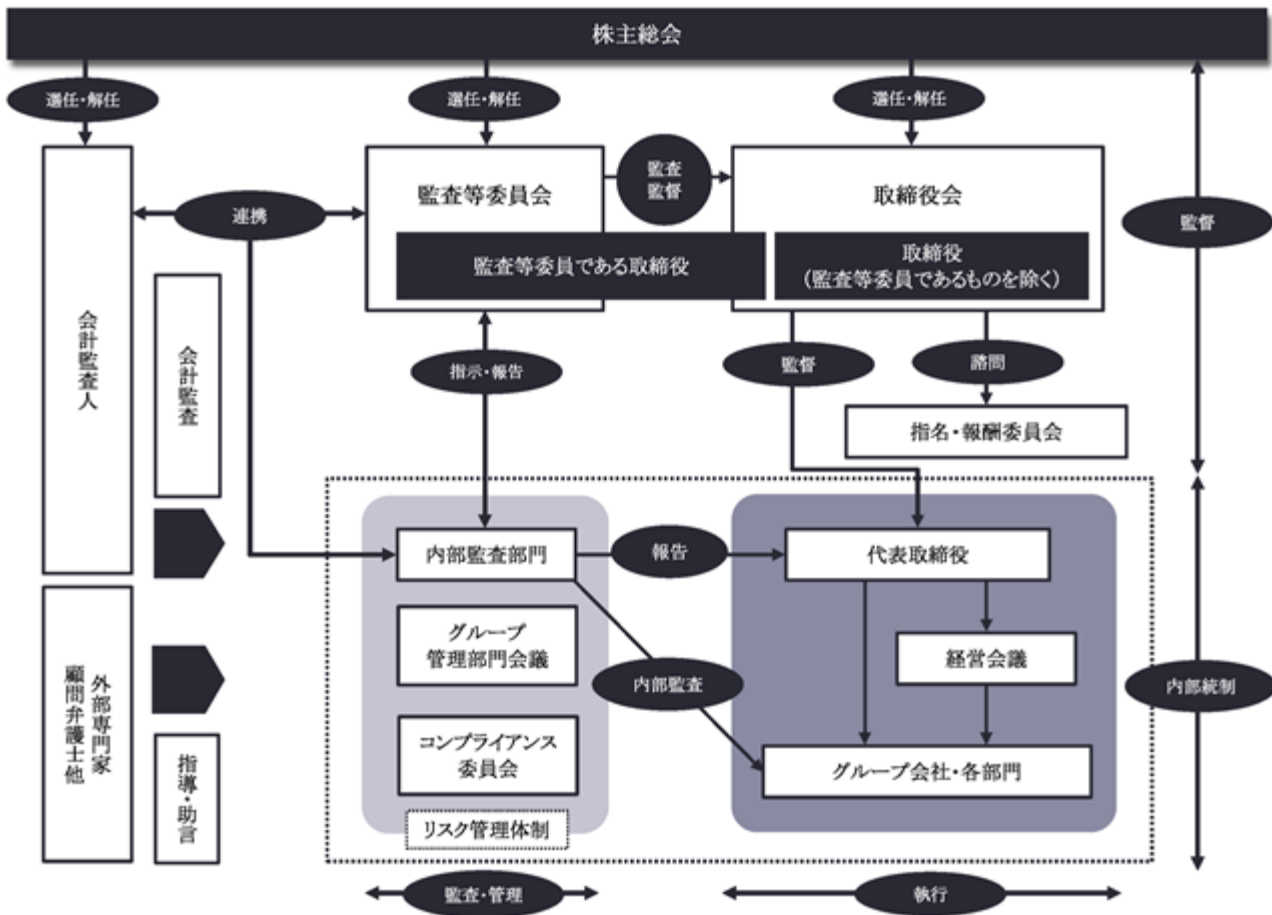 株主総会
選任・解任
選任・解任
選任・解任
監査等委員会
監査
監督
取締役会
連携
監督
監査等委員である取締役
取締役
(監査等委員であるものを除く)
会計監査人
会計監査
指示・報告
監督
諮問
指名・報酬委員会
内部監査部門
報告
代表取締役
グループ
管理部門会議
経営会議
内部監査
内部統制
外部専門家
顧問弁護士他
コンプライアンス
委員会
グループ会社・各部門
指導・助言
リスク管理体制
監査・管理
執行